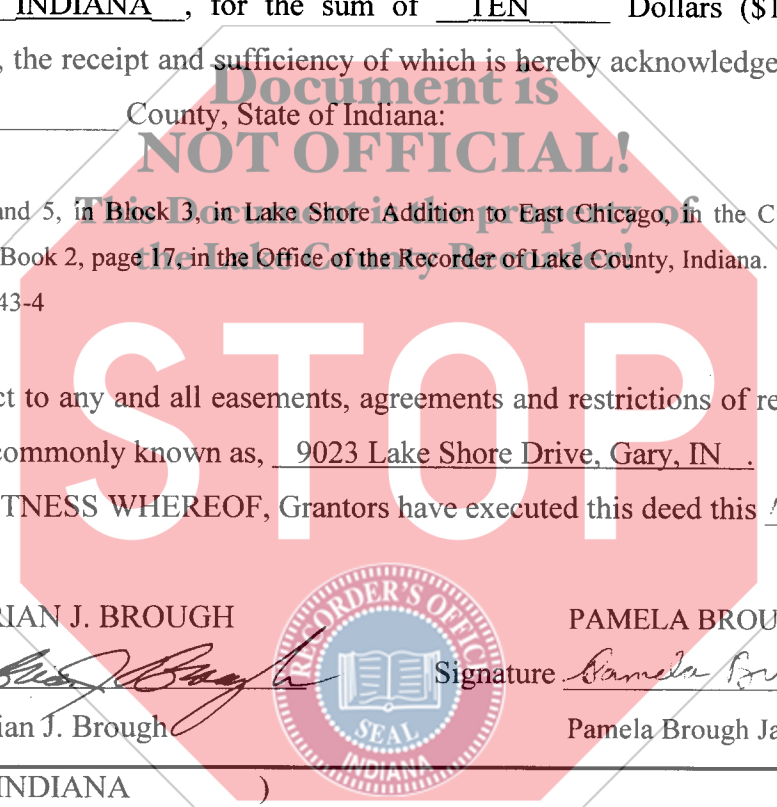 INDIANA , for the sum of TEN Dollars ($1
, the receipt and sufficiency of which is hereby acknowledge
Document is
County, State of Indiana:
NOT OFFICIAL!
and 5, in Block 3, in Lake Shore Addition to East Chicago, in the C
This Document is the property of
Book 2, page 17, in the Office of the Recorder of Lake County, Indiana.
the Lake County Recorder!
43-4
STOP
ct to any and all easements, agreements and restrictions of re
commonly known as, 9023 Lake Shore Drive, Gary, IN .
TNESS WHEREOF, Grantors have executed this deed this
RIAN J. BROUGH PAMELA BROU
Brian J Brough Signature Pamela Br
ian J. Brough Pamela Brough Ja
RECORDER'S OFFICE
SEAL
INDIANA
INDIANA )